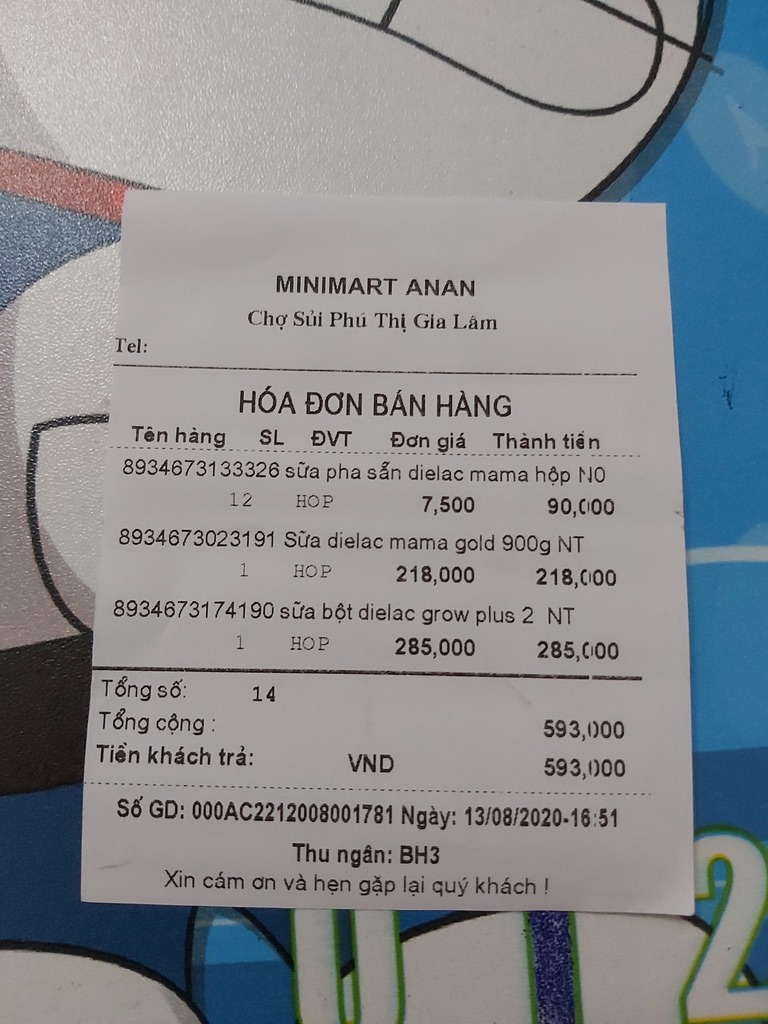 MINIMART ANAN
Chợ Sủi Phú Thị Gia Lâm
Tel:
HÓA ĐƠN BÁN HÀNG
Tên hàng SL ĐVT Đơn giá Thành tiền
8934673133326 sữa pha sẵn dielac mama hộp N0
12 HOP 7,500 90,000
8934673023191 Sữa dielac mama gold 900g NT
1 HOP 218,000 218,000
8934673174190 sữa bột dielac grow plus 2 NT
1 HOP 285,000 285,000
Tổng số: 14
Tổng cộng : 593,000
Tiền khách trả: VND 593,000
Số GD: 000AC2212008001781 Ngày: 13/08/2020-16:51
Thu ngân: BH3
Xin cám ơn và hẹn gặp lại quý khách !
2